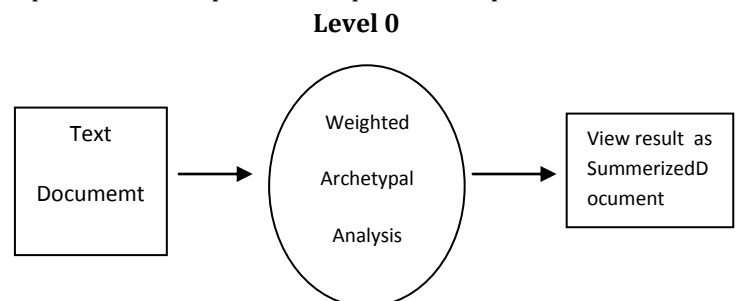 Level 0
Text
Documemt
Weighted
Archetypal
Analysis
View result as
SummerizedD
ocument